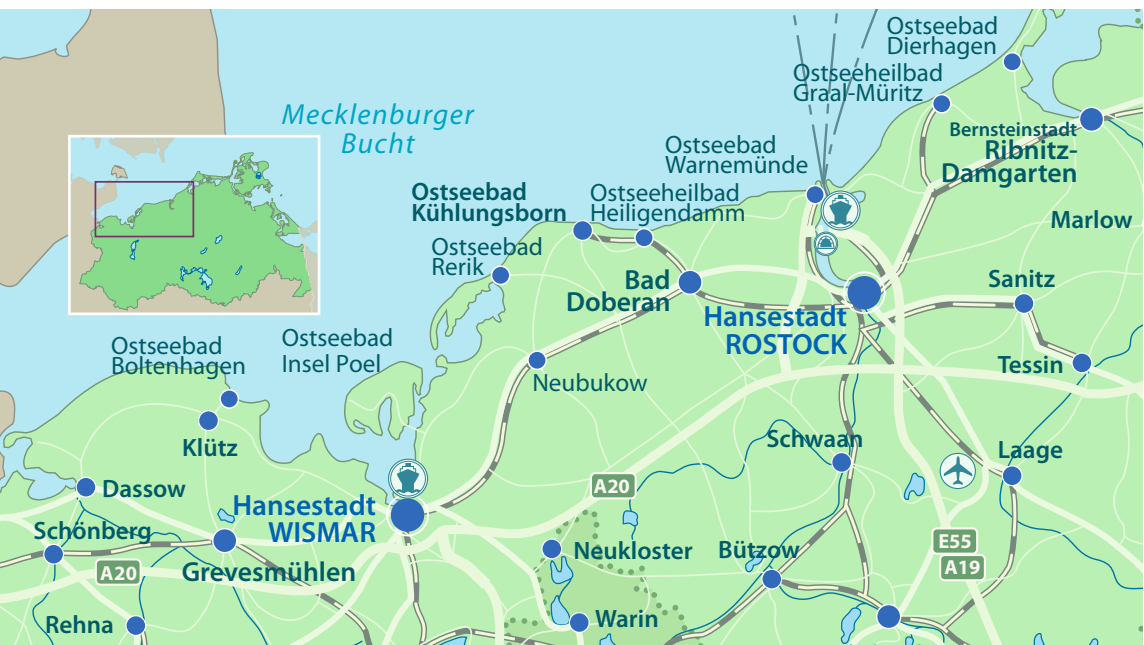 Ostseebad
Dierhagen
Ostseeheilbad
Graal-Müritz
Mecklenburger
Bucht
Bernsteinstadt
Ribnitz-
Damgarten
Ostseebad
Warnemünde
Ostseebad
Kühlungsborn
Ostseeheilbad
Heiligendamm
Marlow
Ostseebad
Rerik
Bad
Doberan
Sanitz
Hansestadt
ROSTOCK
Ostseebad
Insel Poel
Ostseebad
Boltenhagen
Tessin
Neubukow
Klütz
Schwaan
Laage
A20
Dassow
Hansestadt
WISMAR
Schönberg
E55
A19
Neukloster
Bützow
A20
Grevesmühlen
Warin
Rehna